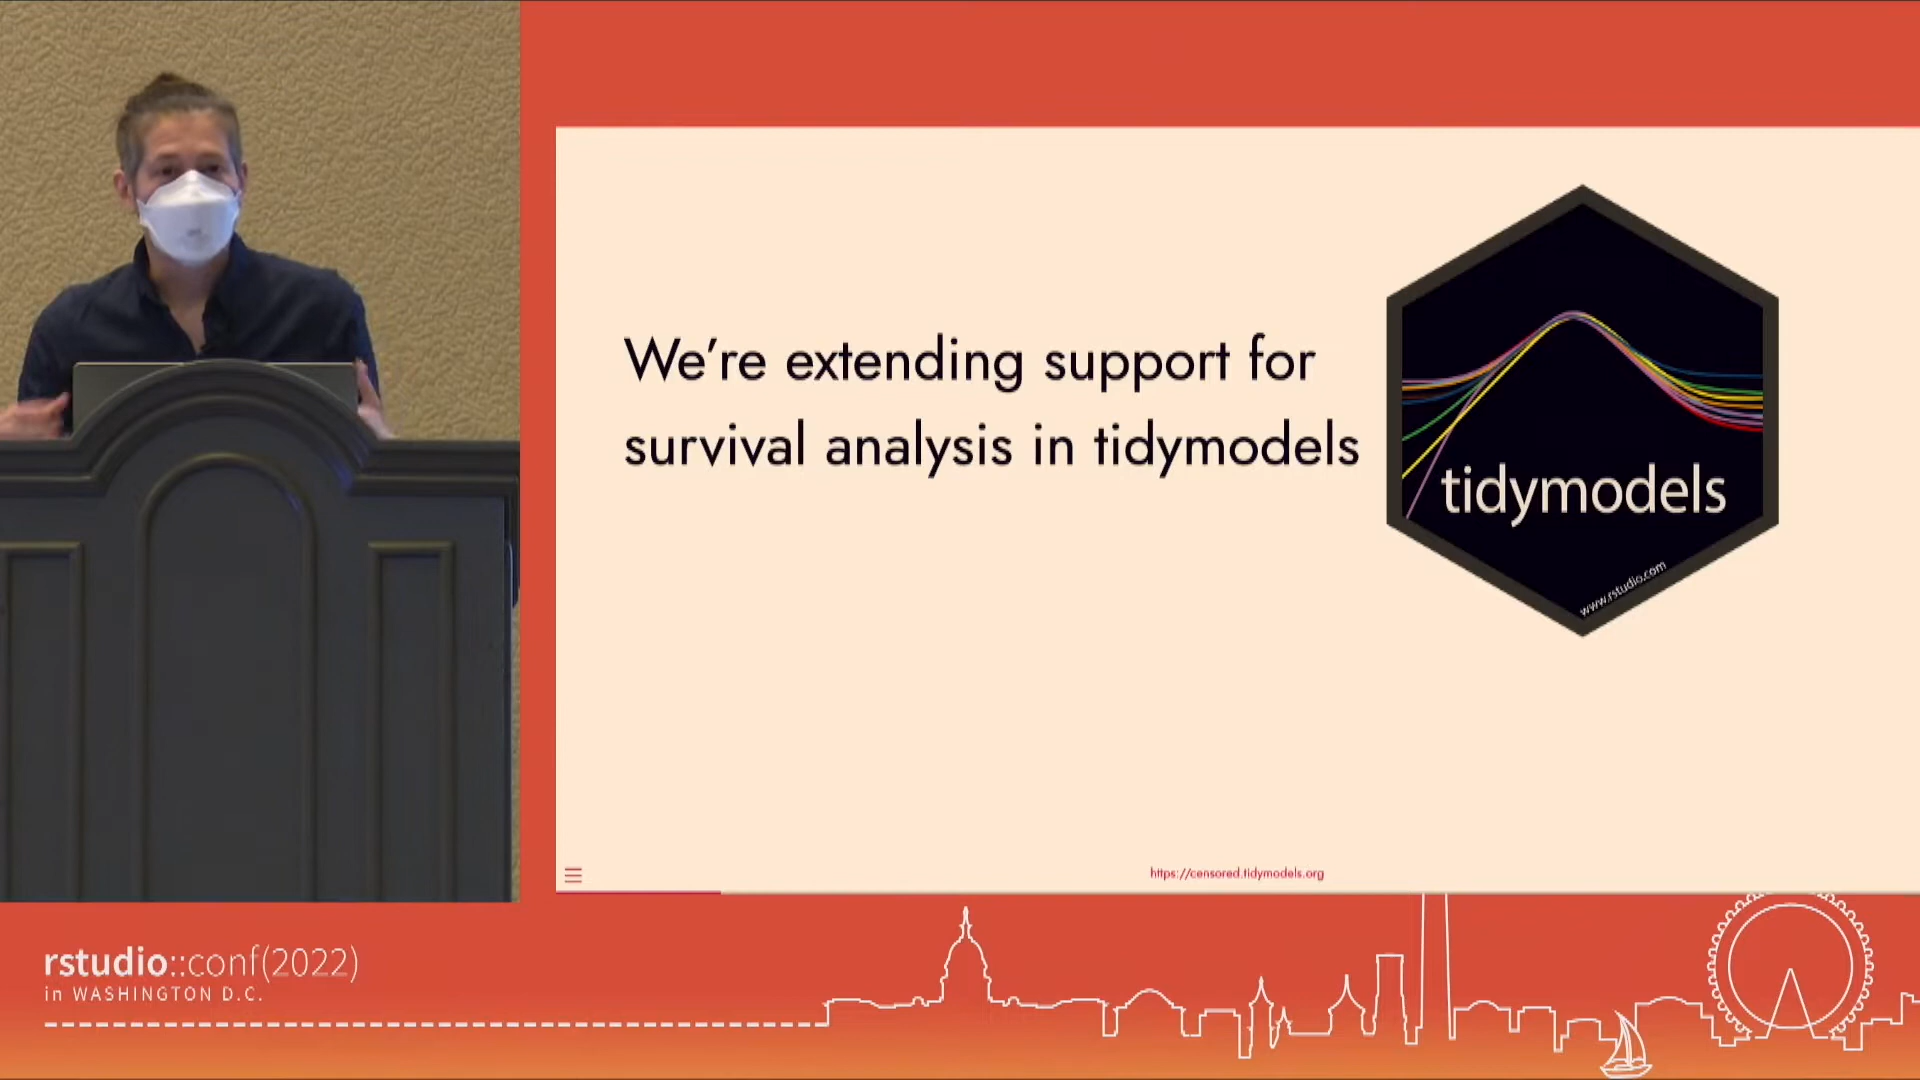 We're extending support for
survival analysis in tidymodels
tidymodels
www.rstudio.com
https://censored.tidymodels.org
rstudio::conf(2022)
in WASHINGTON D.C.